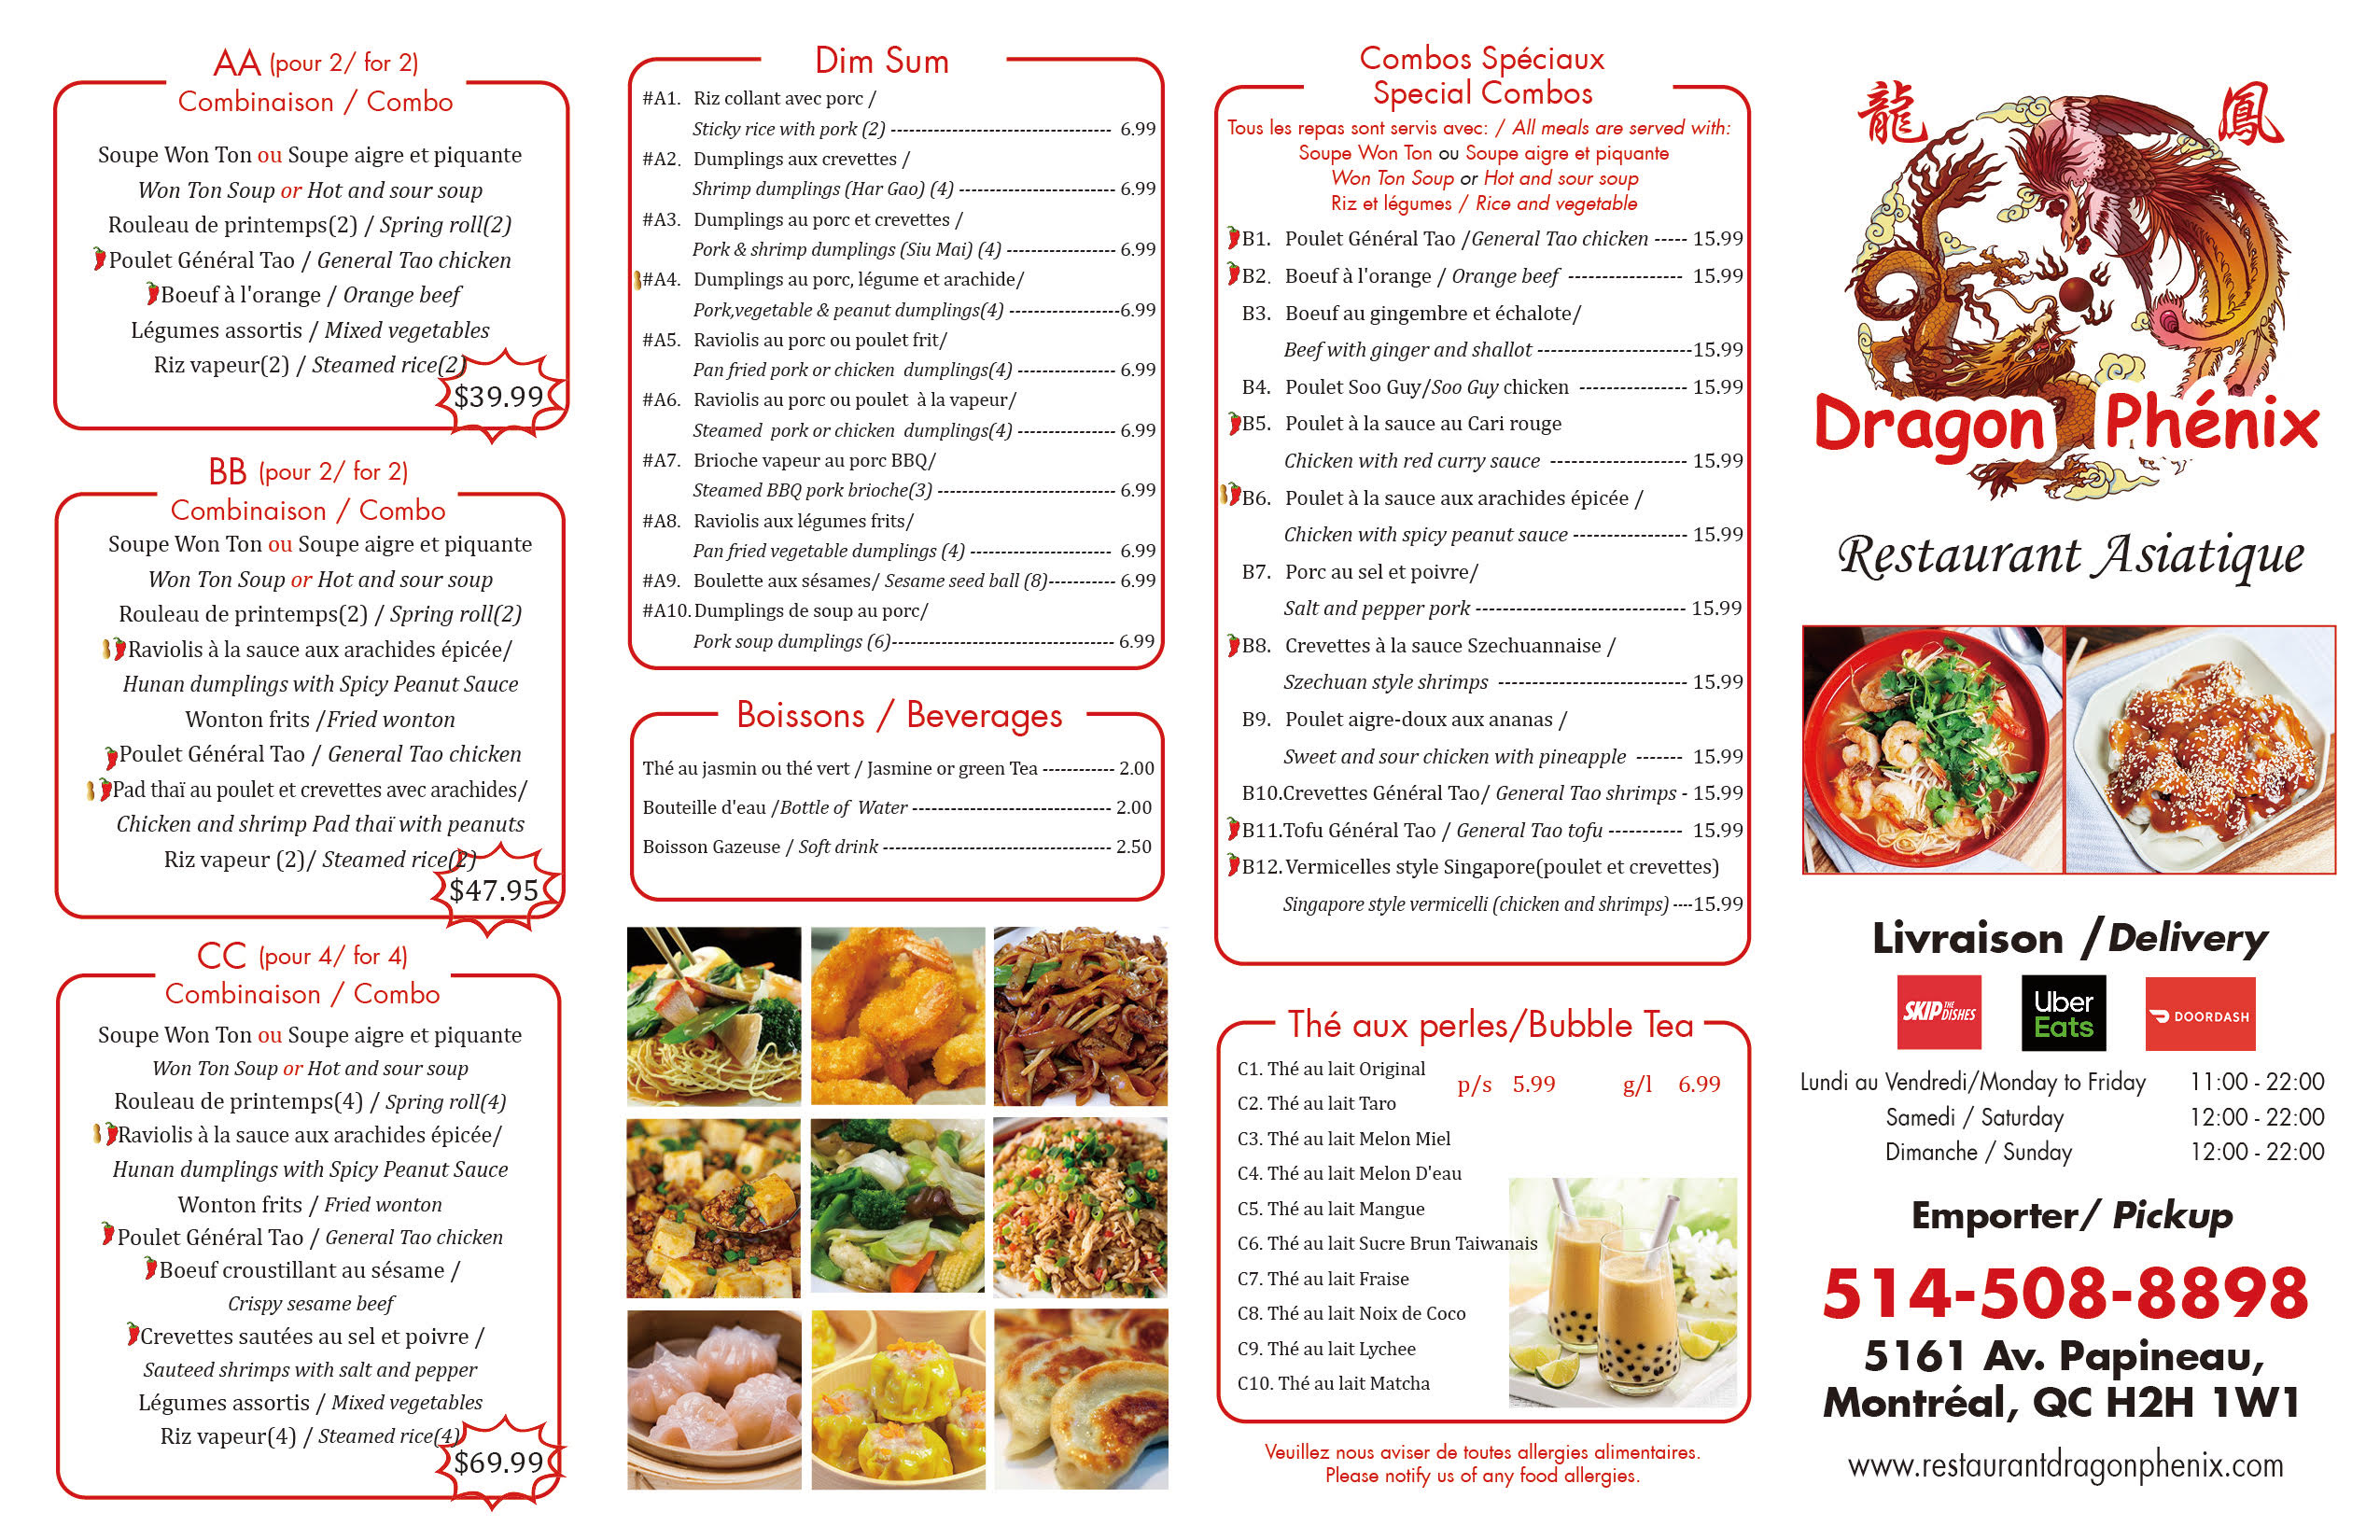 AA (pour 2/ for 2)
Combinaison / Combo
Soupe Won Ton ou Soupe aigre et piquante
Won Ton Soup or Hot and sour soup
Rouleau de printemps(2) / Spring roll(2)
Poulet Général Tao / General Tao chicken
Boeuf à l'orange / Orange beef
Légumes assortis / Mixed vegetables
Riz vapeur(2) / Steamed rice(2)
$39.99
BB (pour 2/ for 2)
Combinaison / Combo
Soupe Won Ton ou Soupe aigre et piquante
Won Ton Soup or Hot and sour soup
Rouleau de printemps(2) / Spring roll(2)
Raviolis à la sauce aux arachides épicée/
Hunan dumplings with Spicy Peanut Sauce
Wonton frits /Fried wonton
Poulet Général Tao / General Tao chicken
Pad thaï au poulet et crevettes avec arachides/
Chicken and shrimp Pad thaï with peanuts
Riz vapeur (2)/ Steamed rice(2)
$47.95
CC (pour 4/ for 4)
Combinaison / Combo
Soupe Won Ton ou Soupe aigre et piquante
Won Ton Soup or Hot and sour soup
Rouleau de printemps(4) / Spring roll(4)
Raviolis à la sauce aux arachides épicée/
Hunan dumplings with Spicy Peanut Sauce
Wonton frits / Fried wonton
Poulet Général Tao / General Tao chicken
Boeuf croustillant au sésame /
Crispy sesame beef
Crevettes sautées au sel et poivre /
Sauteed shrimps with salt and pepper
Légumes assortis / Mixed vegetables
Riz vapeur(4) / Steamed rice(4)
$69.99
Dim Sum
#A1. Riz collant avec porc /
Sticky rice with pork (2) ------------------------------------ 6.99
#A2. Dumplings aux crevettes /
Shrimp dumplings (Har Gao) (4) -------------------------- 6.99
#A3. Dumplings au porc et crevettes /
Pork & shrimp dumplings (Siu Mai) (4) ------------------ 6.99
#A4. Dumplings au porc, légume et arachide/
Pork,vegetable & peanut dumplings(4) ------------------6.99
#A5. Raviolis au porc ou poulet frit/
Pan fried pork or chicken dumplings(4) ---------------- 6.99
#A6. Raviolis au porc ou poulet à la vapeur/
Steamed pork or chicken dumplings(4) ---------------- 6.99
#A7. Brioche vapeur au porc BBQ/
Steamed BBQ pork brioche(3) ----------------------------- 6.99
#A8. Raviolis aux légumes frits/
Pan fried vegetable dumplings (4) ----------------------- 6.99
#A9. Boulette aux sésames/ Sesame seed ball (8)----------- 6.99
#A10.Dumplings de soup au porc/
Pork soup dumplings (6)------------------------------------- 6.99
Boissons / Beverages
Thé au jasmin ou thé vert / Jasmine or green Tea ------------ 2.00
Bouteille d'eau /Bottle of Water --------------------------------- 2.00
Boisson Gazeuse / Soft drink -------------------------------------- 2.50
Combos Spéciaux
Special Combos
Tous les repas sont servis avec: / All meals are served with:
Soupe Won Ton ou Soupe aigre et piquante
Won Ton Soup or Hot and sour soup
Riz et légumes / Rice and vegetable
B1. Poulet Général Tao /General Tao chicken ----- 15.99
B2. Boeuf à l'orange / Orange beef ----------------- 15.99
B3. Boeuf au gingembre et échalote/
Beef with ginger and shallot -----------------------15.99
B4. Poulet Soo Guy/Soo Guy chicken ---------------- 15.99
B5. Poulet à la sauce au Cari rouge
Chicken with red curry sauce -------------------- 15.99
B6. Poulet à la sauce aux arachides épicée /
Chicken with spicy peanut sauce ----------------- 15.99
B7. Porc au sel et poivre/
Salt and pepper pork ------------------------------- 15.99
B8. Crevettes à la sauce Szechuannaise /
Szechuan style shrimps ---------------------------- 15.99
B9. Poulet aigre-doux aux ananas /
Sweet and sour chicken with pineapple ------- 15.99
B10.Crevettes Général Tao/ General Tao shrimps - 15.99
B11.Tofu Général Tao / General Tao tofu ----------- 15.99
B12.Vermicelles style Singapore(poulet et crevettes)
Singapore style vermicelli (chicken and shrimps) ----15.99
Thé aux perles/Bubble Tea
p/s 5.99 g/l 6.99
C1. Thé au lait Original
C2. Thé au lait Taro
C3. Thé au lait Melon Miel
C4. Thé au lait Melon D'eau
C5. Thé au lait Mangue
C6. Thé au lait Sucre Brun Taiwanais
C7. Thé au lait Fraise
C8. Thé au lait Noix de Coco
C9. Thé au lait Lychee
C10. Thé au lait Matcha
Veuillez nous aviser de toutes allergies alimentaires.
Please notify us of any food allergies.
龍 鳳
Dragon Phénix
Restaurant Asiatique
Livraison /Delivery
SKIP THE DISHES
Uber Eats
DOORDASH
Lundi au Vendredi/Monday to Friday 11:00 - 22:00
Samedi / Saturday 12:00 - 22:00
Dimanche / Sunday 12:00 - 22:00
Emporter/ Pickup
514-508-8898
5161 Av. Papineau,
Montréal, QC H2H 1W1
www.restaurantdragonphenix.com